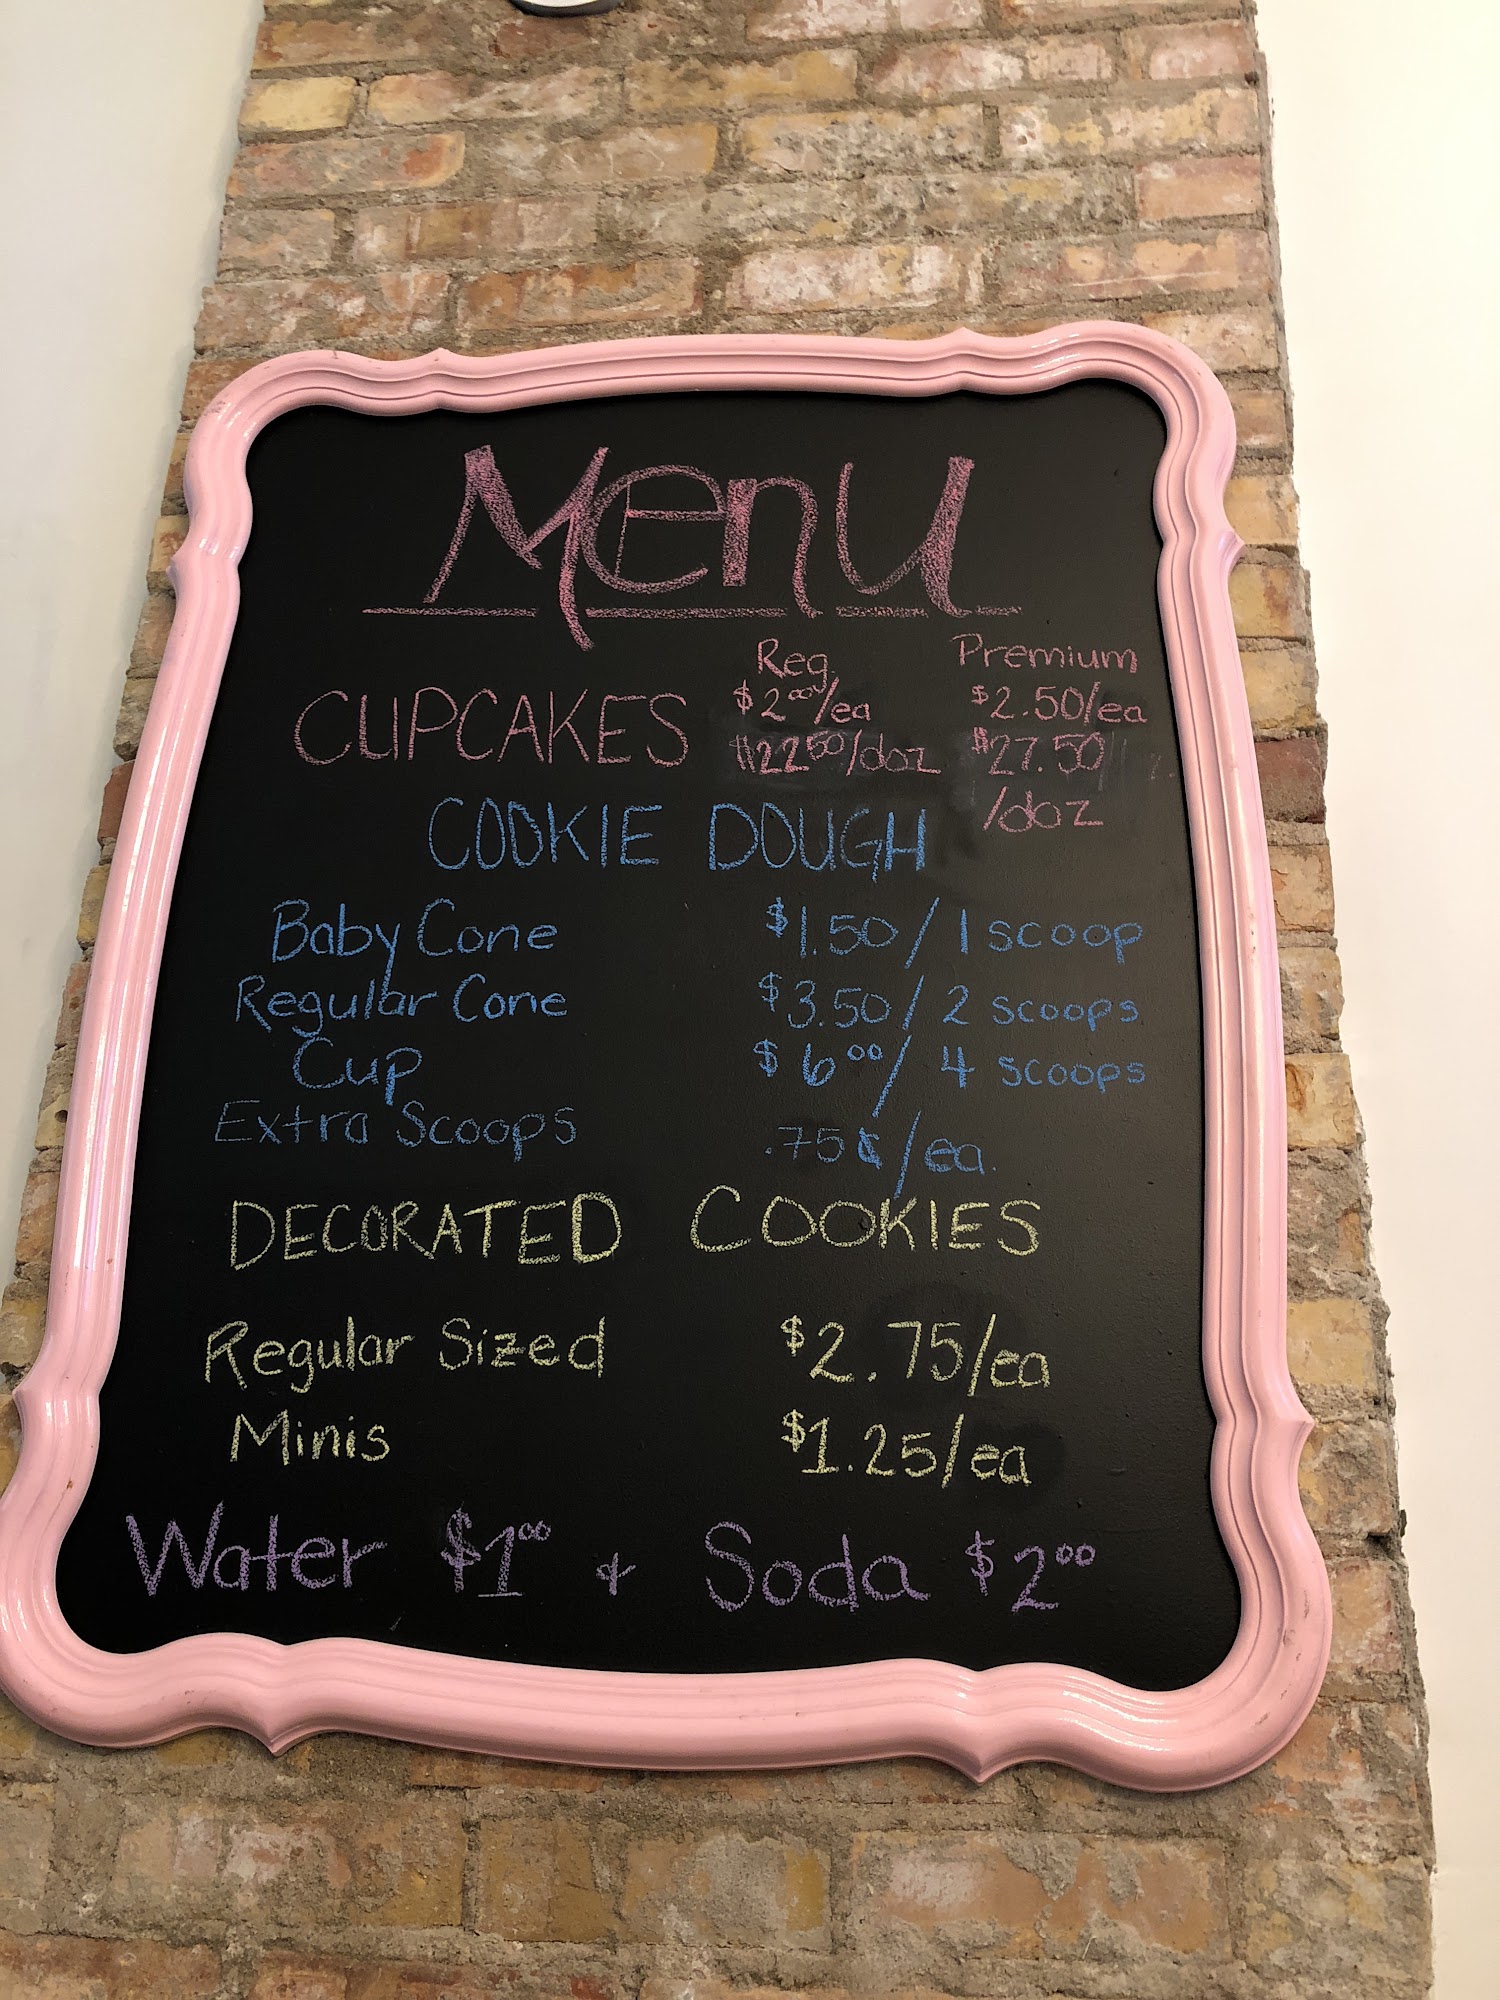 Menu
Reg Premium
CUPCAKES $2.00/ea $2.50/ea
$22.50/doz $27.50
/doz
COOKIE DOUGH
Baby Cone $1.50/1 scoop
Regular Cone $3.50/2 scoops
Cup $6.00/4 scoops
Extra Scoops .75¢/ea.
DECORATED COOKIES
Regular Sized $2.75/ea
Minis $1.25/ea
Water $1.00 + Soda $2.00